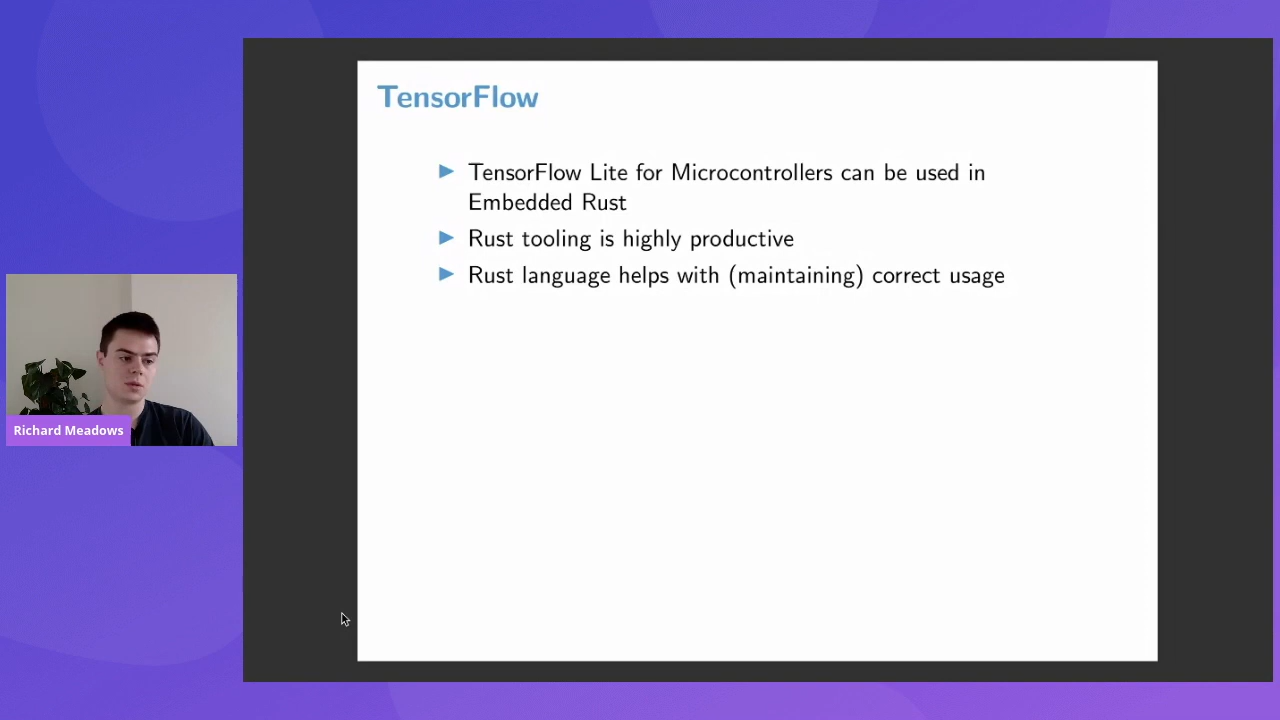 TensorFlow
TensorFlow Lite for Microcontrollers can be used in
Embedded Rust
Rust tooling is highly productive
Rust language helps with (maintaining) correct usage
Richard Meadows